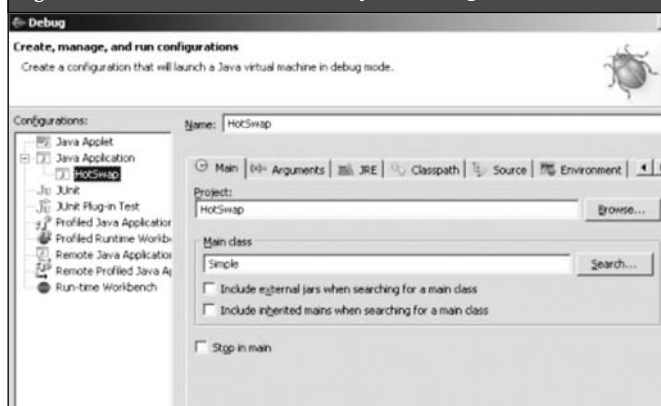 Debug
Create, manage, and run configurations
Create a configuration that will launch a Java virtual machine in debug mode.
Configurations:
Java Applet
Java Application
HotSwap
JUnit
JUnit Plug-in Test
Profiled Java Application
Profiled Runtime Workb
Remote Java Application
Remote Profiled Java A
Run-time Workbench
Name: HotSwap
Main (x)= Arguments JRE Classpath Source Environment
Project:
HotSwap Browse...
Main class
Simple Search...
Include external jars when searching for a main class
Include inherited mains when searching for a main class
Stop in main